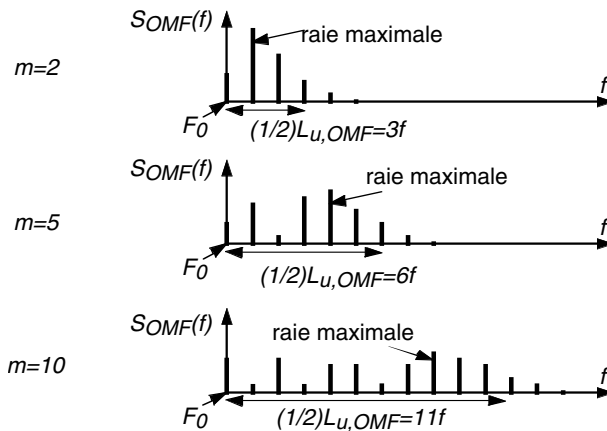 S_OMF(f)
raie maximale
m=2
f
F_0
(1/2)L_u,OMF=3f
S_OMF(f)
raie maximale
m=5
f
F_0
(1/2)L_u,OMF=6f
S_OMF(f)
raie maximale
m=10
f
F_0
(1/2)L_u,OMF=11f